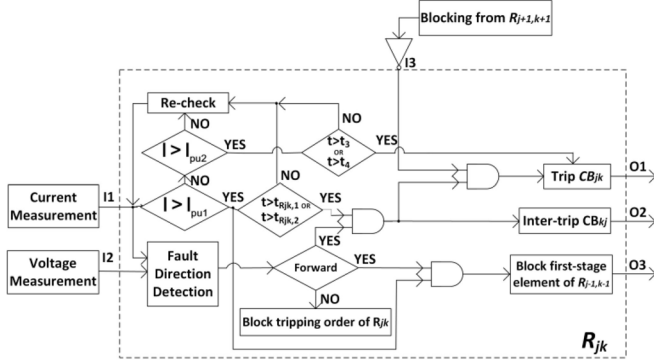 Blocking from Rj+1,k+1
I3
Re-check
NO
NO
I > Ipu2
YES
t>t3
OR
t>t4
YES
Trip CBjk
O1
Current
Measurement
I1
NO
I > Ipu1
YES
NO
t>tRjk,1 OR
t>tRjk,2
YES
Inter-trip CBkj
O2
Voltage
Measurement
I2
Fault
Direction
Detection
YES
Forward
YES
Block first-stage
element of Rj-1,k-1
O3
NO
Block tripping order of Rjk
Rjk